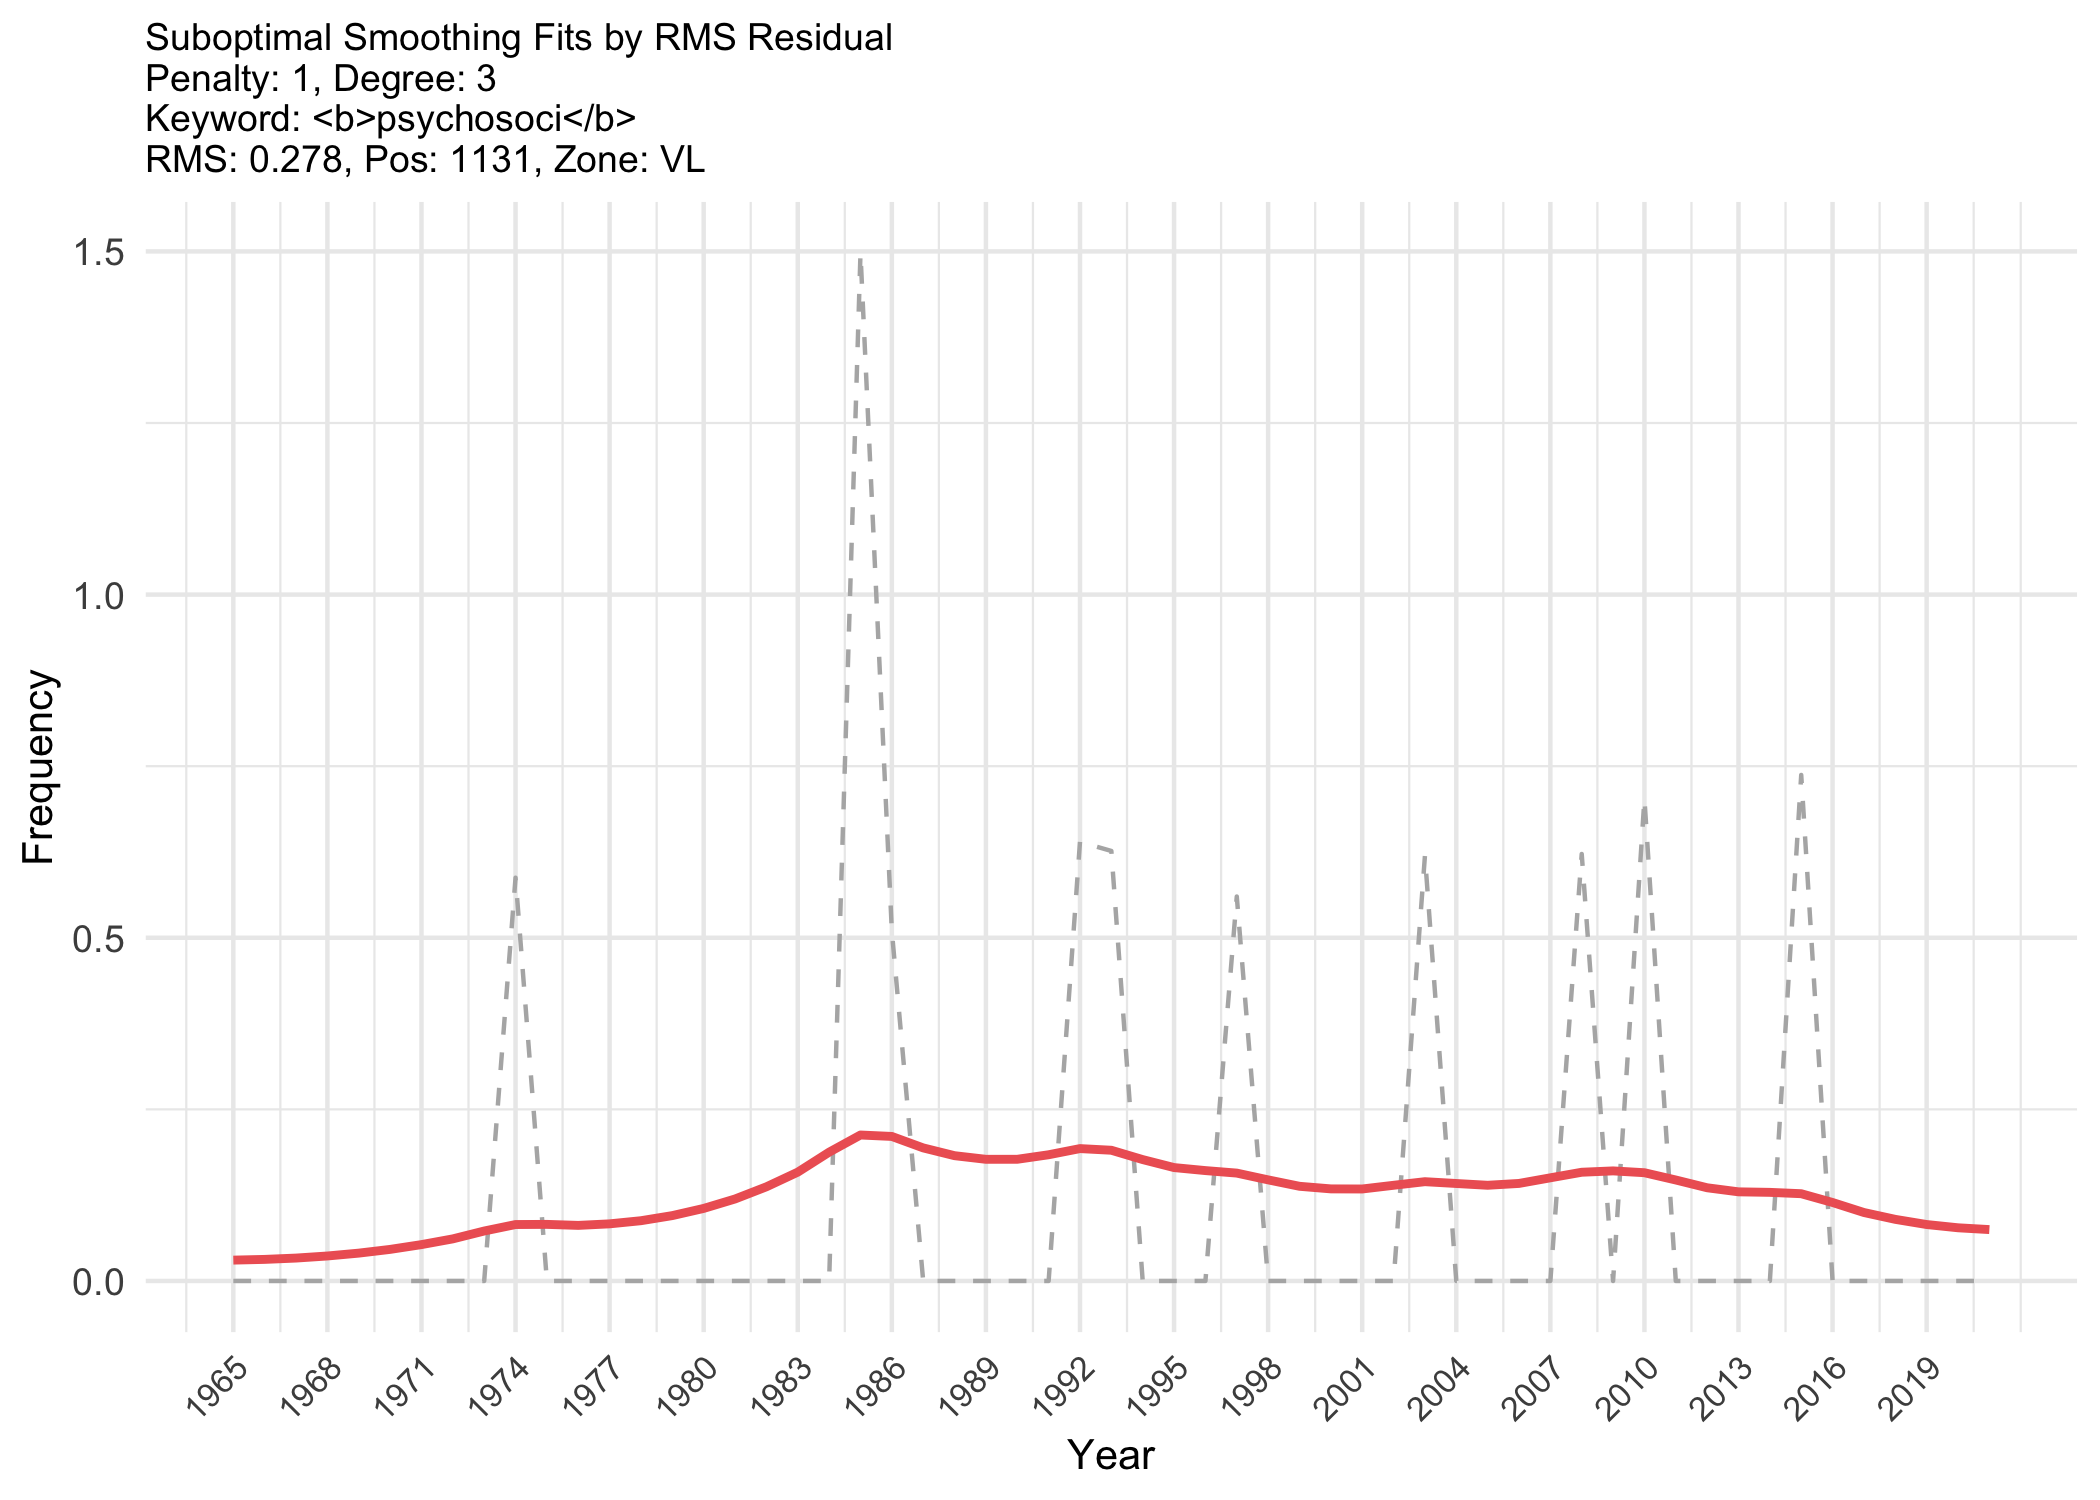 Suboptimal Smoothing Fits by RMS Residual
Penalty: 1, Degree: 3
Keyword: <b>psychosoci</b>
RMS: 0.278, Pos: 1131, Zone: VL
1.5
1.0
0.5
0.0
Frequency
1965 1968 1971 1974 1977 1980 1983 1986 1989 1992 1995 1998 2001 2004 2007 2010 2013 2016 2019
Year